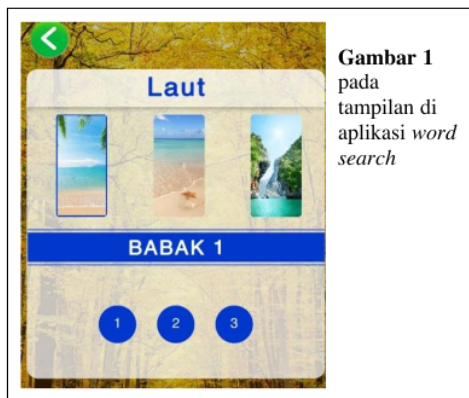 Laut
BABAK 1
1 2 3
Gambar 1
pada
tampilan di
aplikasi word
search